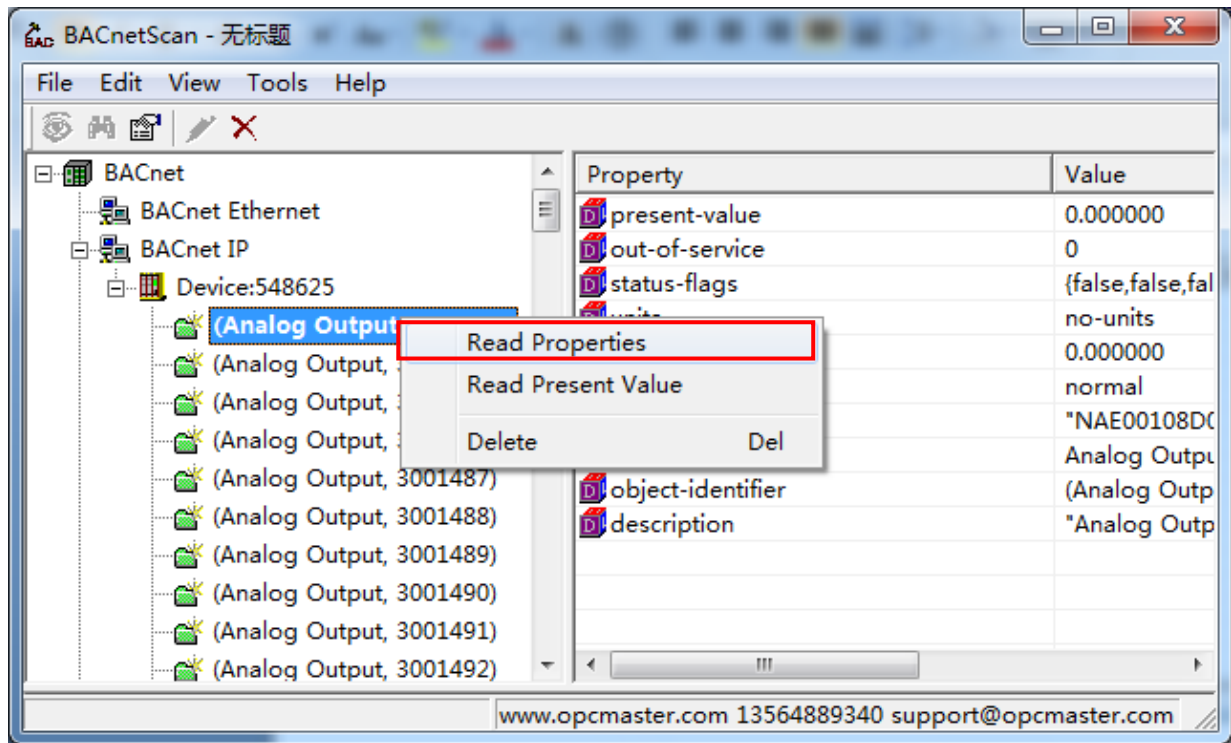 BACnetScan - 无标题
File Edit View Tools Help
BACnet
BACnet Ethernet
BACnet IP
Device:548625
(Analog Output
(Analog Output,
(Analog Output,
(Analog Output,
(Analog Output, 3001487)
(Analog Output, 3001488)
(Analog Output, 3001489)
(Analog Output, 3001490)
(Analog Output, 3001491)
(Analog Output, 3001492)
Read Properties
Read Present Value
Delete Del
Property Value
present-value 0.000000
out-of-service 0
status-flags {false,false,fal
units no-units
0.000000
normal
"NAE00108D(
Analog Outpu
object-identifier (Analog Outp
description "Analog Outp
www.opcmaster.com 13564889340 support@opcmaster.com